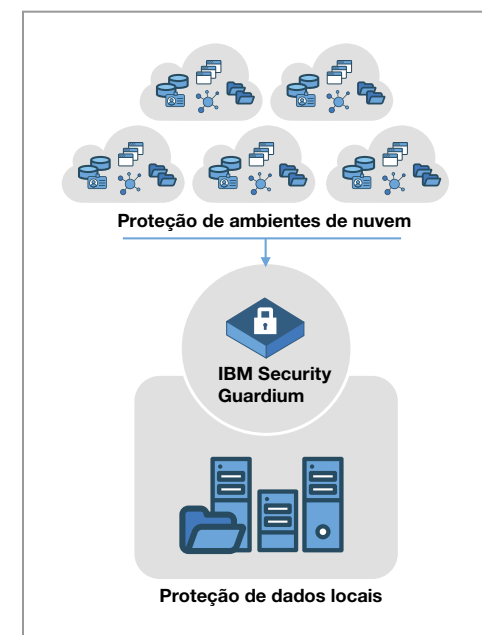 Proteção de ambientes de nuvem
IBM Security
Guardium
Proteção de dados locais